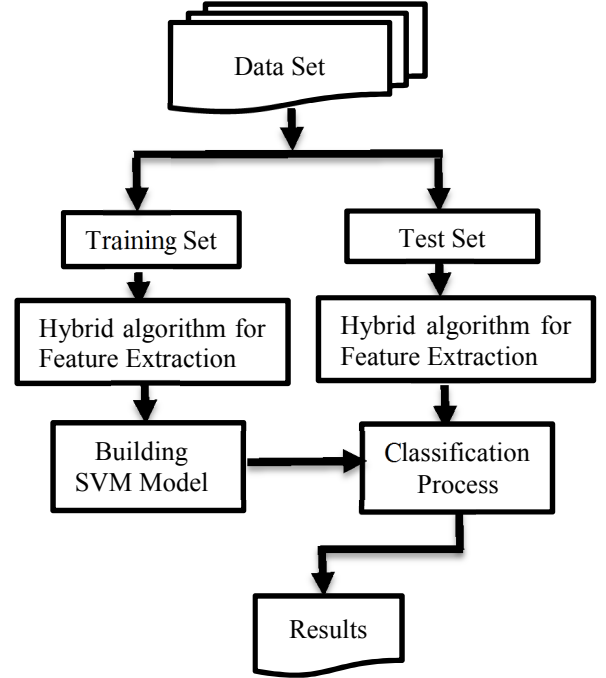 Data Set
Training Set
Test Set
Hybrid algorithm for
Feature Extraction
Hybrid algorithm for
Feature Extraction
Building
SVM Model
Classification
Process
Results